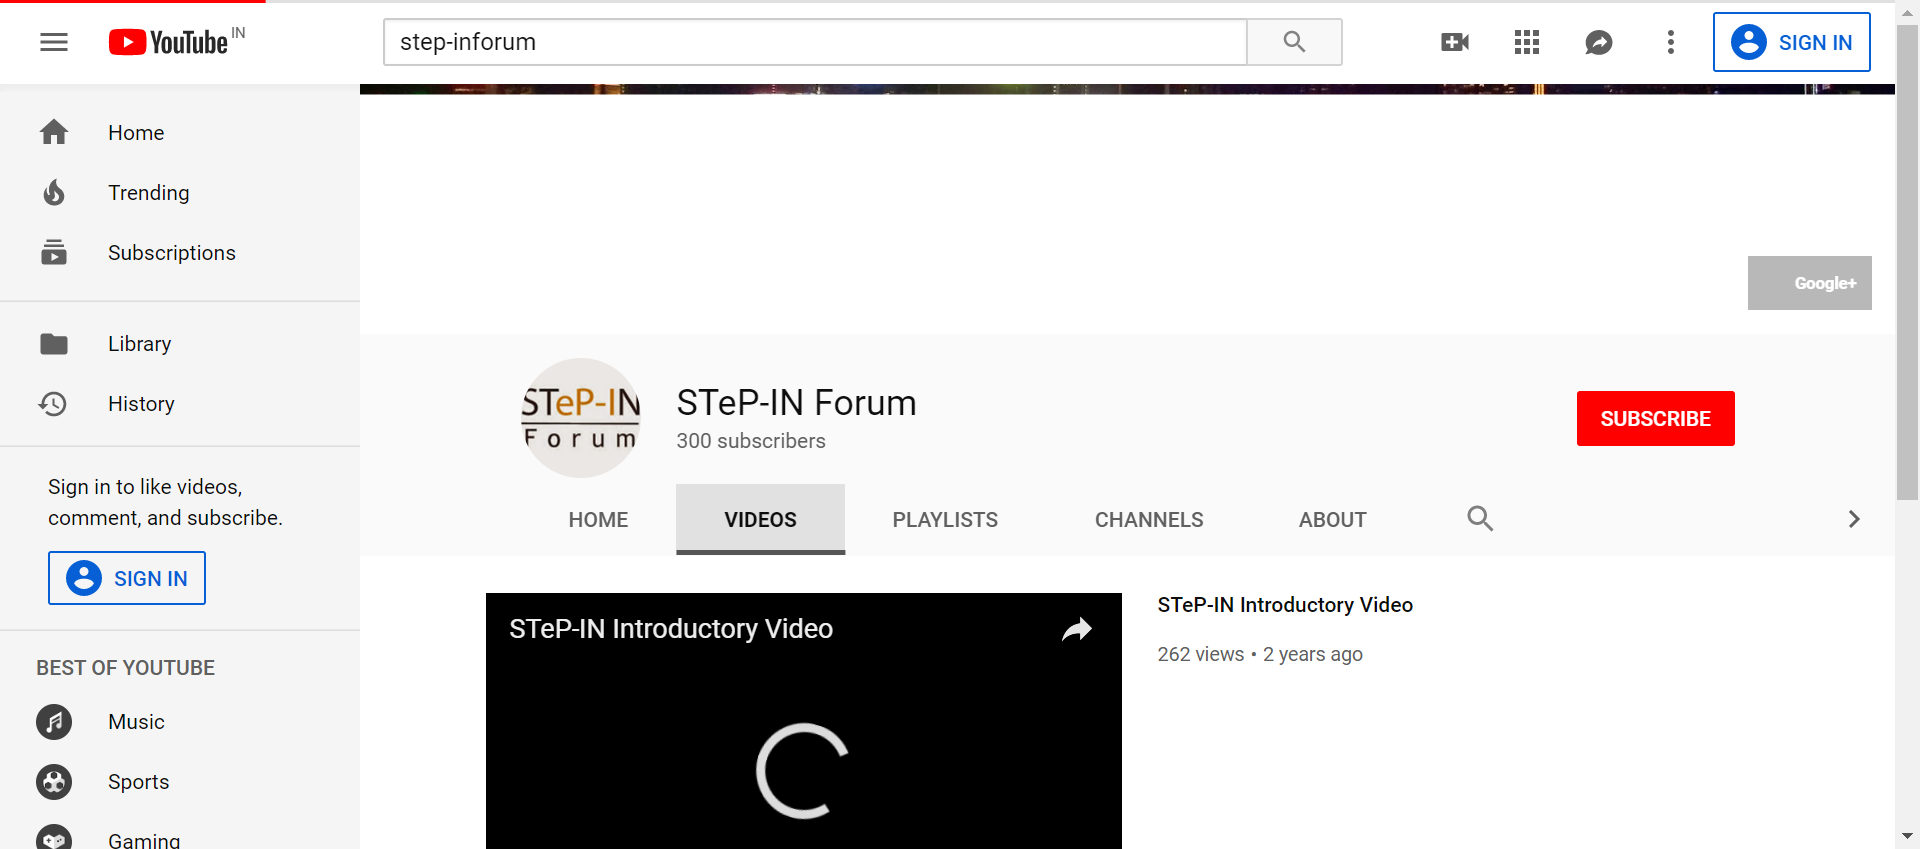 YouTube IN
step-inforum
SIGN IN
Home
Trending
Subscriptions
Library
History
Sign in to like videos,
comment, and subscribe.
SIGN IN
BEST OF YOUTUBE
Music
Sports
Gaming
Google+
STeP-IN
Forum
STeP-IN Forum
300 subscribers
SUBSCRIBE
HOME VIDEOS PLAYLISTS CHANNELS ABOUT
STeP-IN Introductory Video
STeP-IN Introductory Video
262 views • 2 years ago